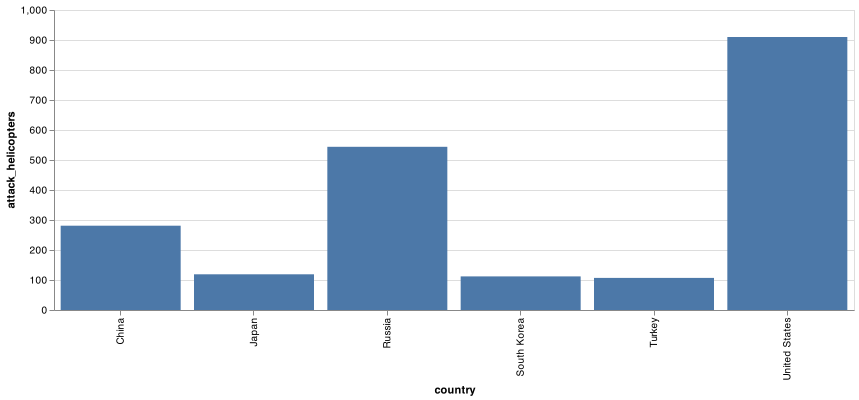 1,000
900
800
700
600
500
400
300
200
100
0
attack_helicopters
China
Japan
Russia
South Korea
Turkey
United States
country